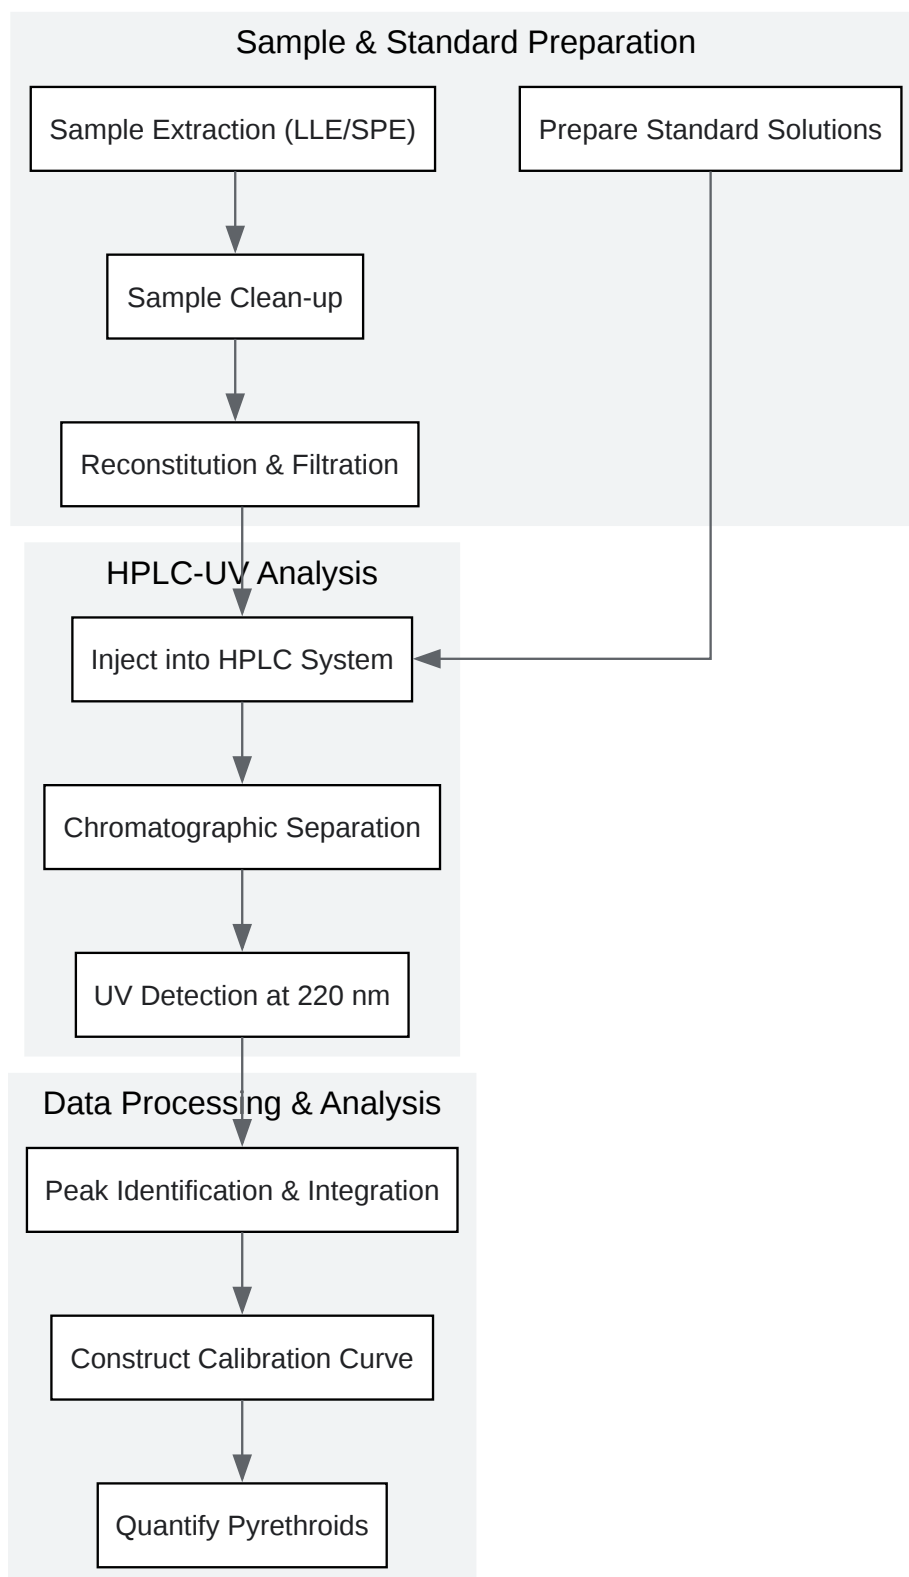 Sample & Standard Preparation
Sample Extraction (LLE/SPE)
Prepare Standard Solutions
Sample Clean-up
Reconstitution & Filtration
HPLC-UV Analysis
Inject into HPLC System
Chromatographic Separation
UV Detection at 220 nm
Data Processing & Analysis
Peak Identification & Integration
Construct Calibration Curve
Quantify Pyrethroids